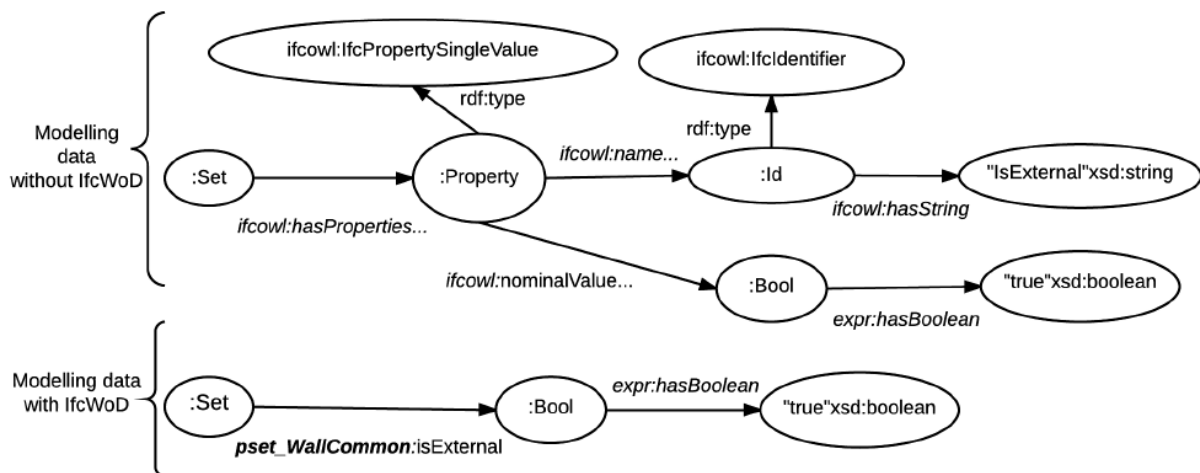 ifcowl:IfcPropertySingleValue
ifcowl:IfcIdentifier
rdf:type
rdf:type
Modelling
data
without IfcWoD
:Set
:Property
ifcowl:name...
:Id
"IsExternal"xsd:string
ifcowl:hasProperties...
ifcowl:hasString
ifcowl:nominalValue...
:Bool
"true"xsd:boolean
expr:hasBoolean
Modelling data
with IfcWoD
:Set
:Bool
expr:hasBoolean
"true"xsd:boolean
pset_WallCommon:isExternal